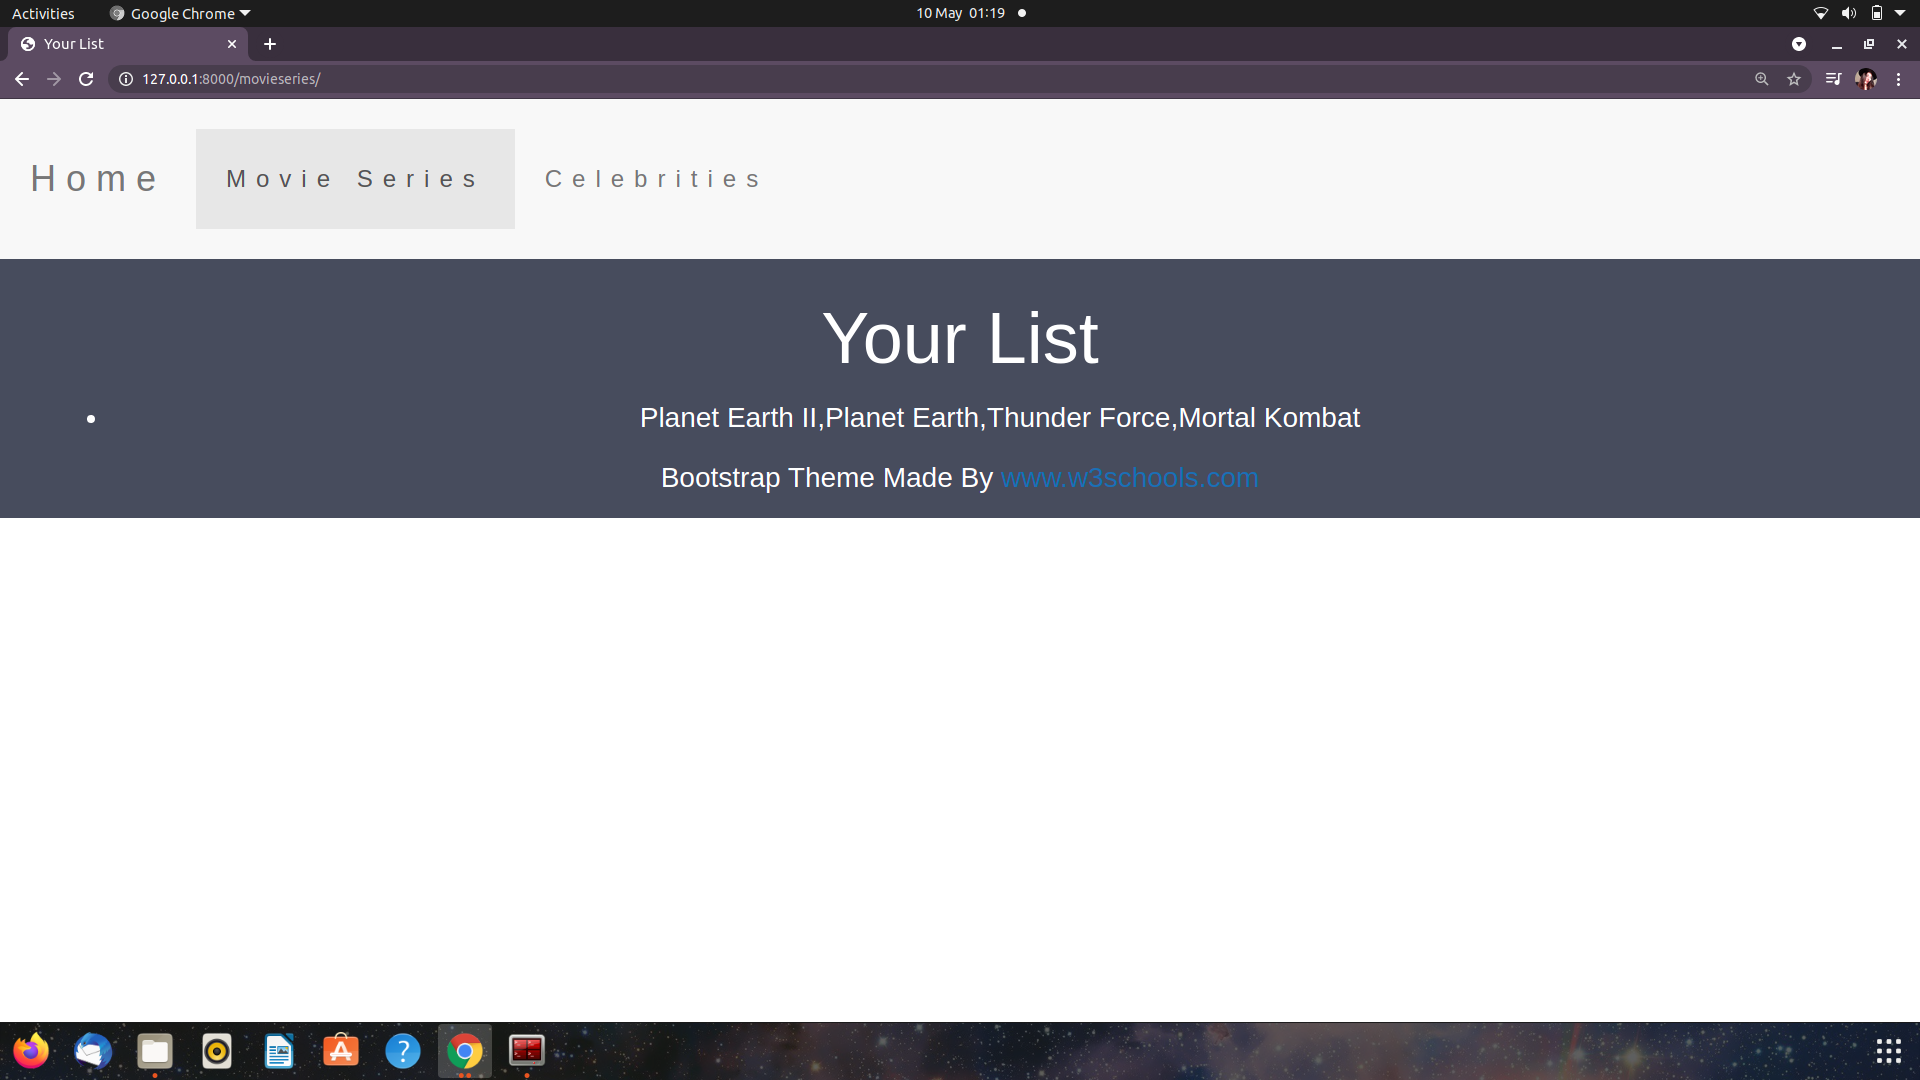 Activities Google Chrome 10 May 01:19
Your List
127.0.0.1:8000/movieseries/
Home Movie Series Celebrities
Your List
• Planet Earth II,Planet Earth,Thunder Force,Mortal Kombat
Bootstrap Theme Made By www.w3schools.com